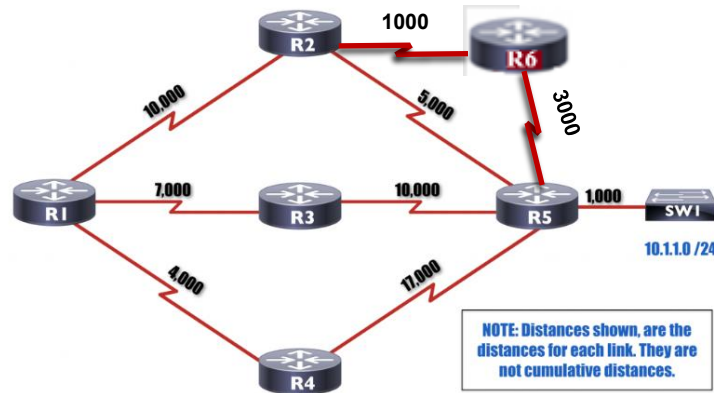 1000
R2
R6
10,000
5,000
3000
7,000
10,000
1,000
R1
R3
R5
SW1
10.1.1.0 /24
4,000
17,000
R4
NOTE: Distances shown, are the
distances for each link. They are
not cumulative distances.